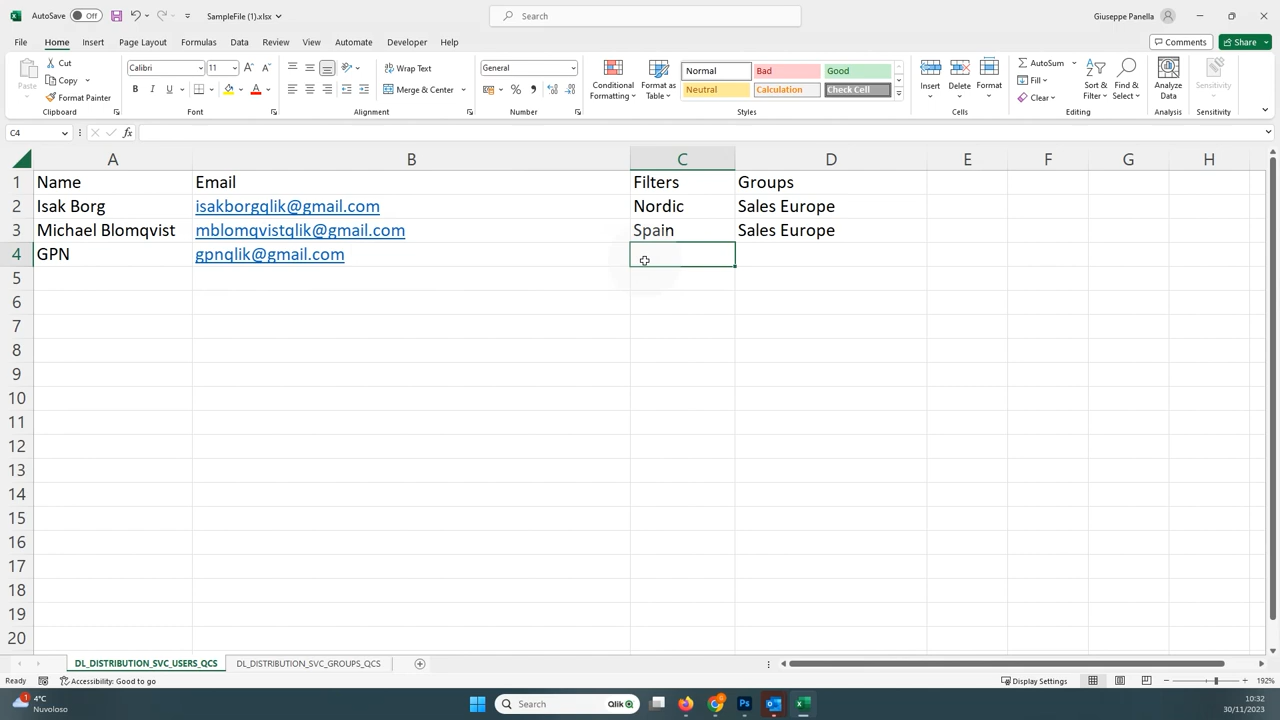 AutoSave Off SampleFile (1).xlsx Search Giuseppe Panella
File Home Insert Page Layout Formulas Data Review View Automate Developer Help Comments Share
Paste Cut Copy Format Painter Clipboard
Calibri 11 B I U A Font
Wrap Text Merge & Center Alignment
General % Number
Conditional Formatting Format as Table Normal Bad Good Neutral Calculation Check Cell Styles
Insert Delete Format Cells
AutoSum Fill Clear Sort & Filter Find & Select Editing
Analyze Data Analysis
Sensitivity Sensitivity
C4 fx
A B C D E F G H
1 Name Email Filters Groups
2 Isak Borg isakborgqlik@gmail.com Nordic Sales Europe
3 Michael Blomqvist mblomqvistqlik@gmail.com Spain Sales Europe
4 GPN gpnqlik@gmail.com
5
6
7
8
9
10
11
12
13
14
15
16
17
18
19
20
DL_DISTRIBUTION_SVC_USERS_QCS DL_DISTRIBUTION_SVC_GROUPS_QCS
Ready Accessibility: Good to go Display Settings 192%
4°C Nuvoloso Search Qlik 10:32 30/11/2023